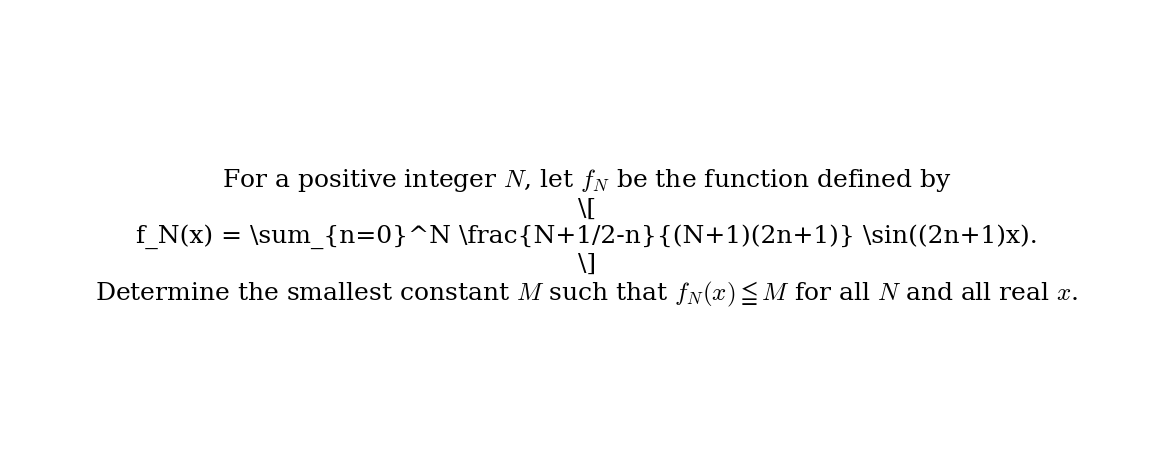 For a positive integer $N$, let $f_N$ be the function defined by
\[
f_N(x) = \sum_{n=0}^N \frac{N+1/2-n}{(N+1)(2n+1)} \sin((2n+1)x).
\]
Determine the smallest constant $M$ such that $f_N(x) \leqq M$ for all $N$ and all real $x$.